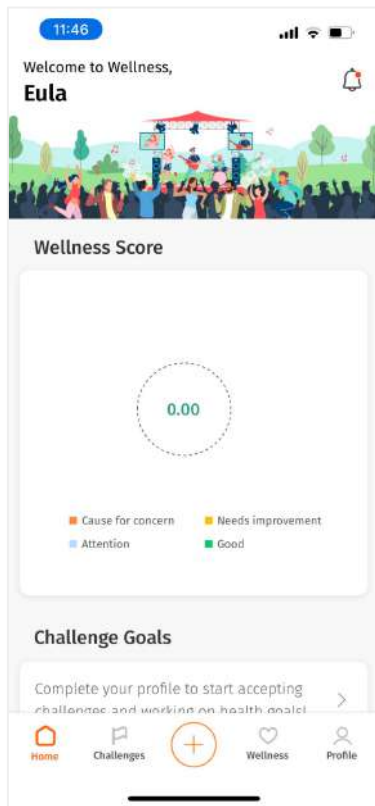 11:46
Welcome to Wellness,
Eula
Wellness Score
0.00
Cause for concern
Needs improvement
Attention
Good
Challenge Goals
Complete your profile to start accepting
challenges and working on health goals!
Home
Challenges
Wellness
Profile